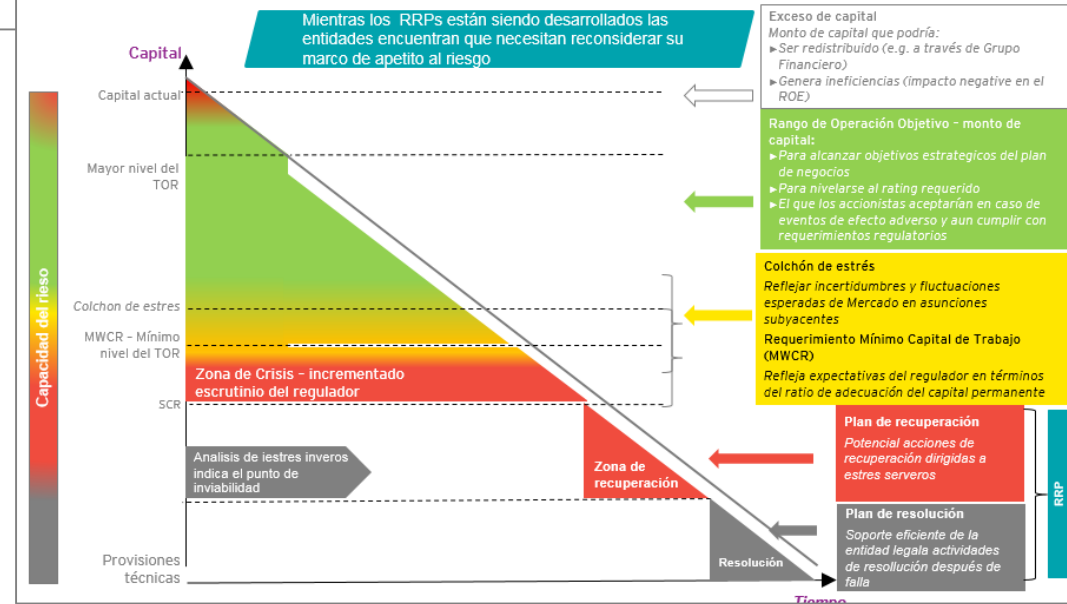 Mientras los RRPs están siendo desarrollados las
entidades encuentran que necesitan reconsiderar su
marco de apetito al riesgo
Capital
Capital actual
Mayor nivel del
TOR
Colchon de estres
MWCR – Mínimo
nivel del TOR
SCR
Provisiones
técnicas
Capacidad del rieso
Zona de Crisis – incrementado
escrutinio del regulador
Analisis de iestres inveros
indica el punto de
inviabilidad
Zona de
recuperación
Resolución
Tiempo
Exceso de capital
Monto de capital que podría:
►Ser redistribuido (e.g. a través de Grupo
Financiero)
►Genera ineficiencias (impacto negative en el
ROE)
Rango de Operación Objetivo – monto de
capital:
►Para alcanzar objetivos estrategicos del plan
de negocios
►Para nivelarse al rating requerido
►El que los accionistas aceptarían en caso de
eventos de efecto adverso y aun cumplir con
requerimientos regulatorios
Colchón de estrés
Reflejar incertidumbres y fluctuaciones
esperadas de Mercado en asunciones
subyacentes
Requerimiento Mínimo Capital de Trabajo
(MWCR)
Refleja expectativas del regulador en términos
del ratio de adecuación del capital permanente
Plan de recuperación
Potencial acciones de
recuperación dirigidas a
estres serveros
Plan de resolución
Soporte eficiente de la
entidad legala actividades
de resollución después de
falla
RRP